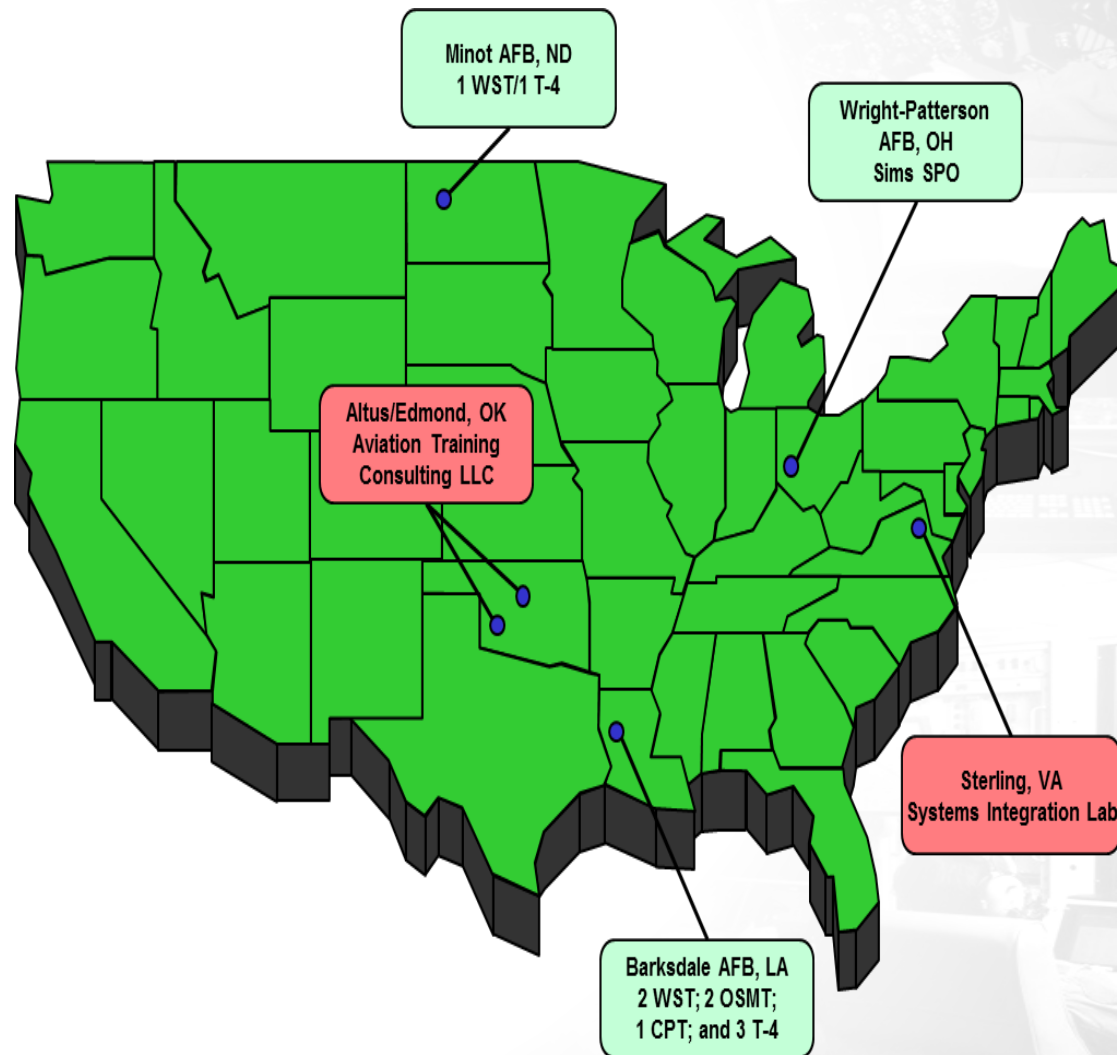 Minot AFB, ND
1 WST/1 T-4
Wright-Patterson
AFB, OH
Sims SPO
Altus/Edmond, OK
Aviation Training
Consulting LLC
Sterling, VA
Systems Integration Lab
Barksdale AFB, LA
2 WST; 2 OSMT;
1 CPT; and 3 T-4